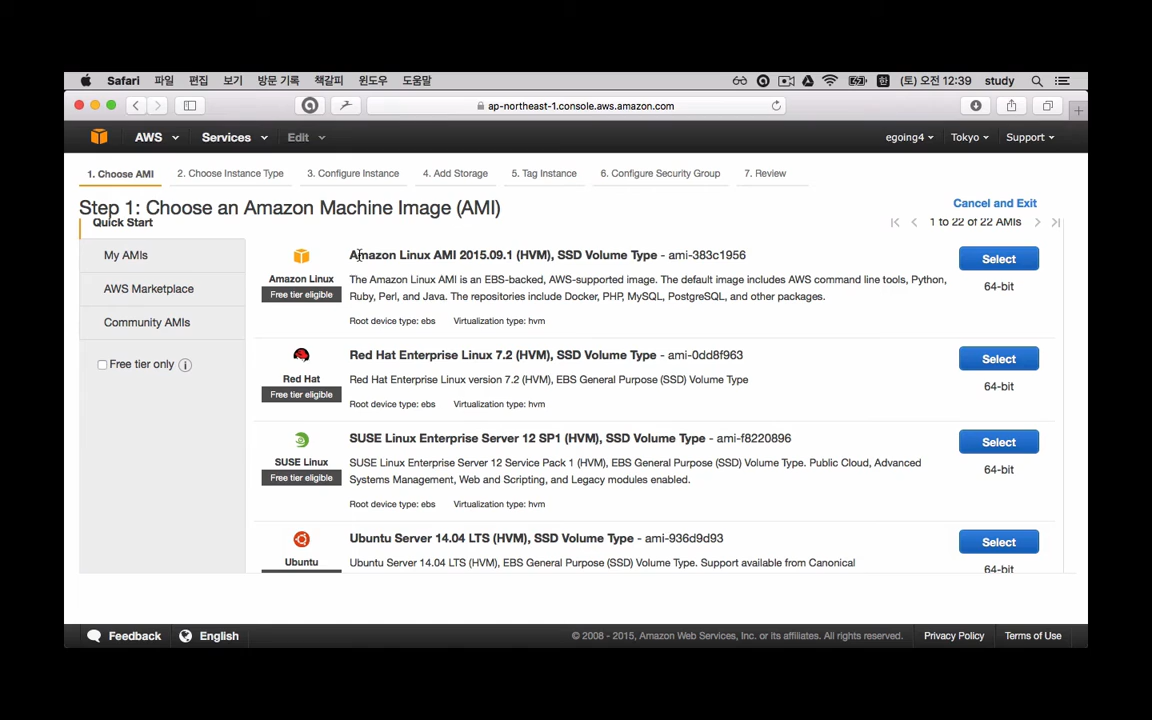 Safari 파일 편집 보기 방문 기록 책갈피 윈도우 도움말 한 (토) 오전 12:39 study
ap-northeast-1.console.aws.amazon.com
AWS Services Edit egoing4 Tokyo Support
1. Choose AMI 2. Choose Instance Type 3. Configure Instance 4. Add Storage 5. Tag Instance 6. Configure Security Group 7. Review
Step 1: Choose an Amazon Machine Image (AMI)
Cancel and Exit
Quick Start
1 to 22 of 22 AMIs
My AMIs
AWS Marketplace
Community AMIs
Free tier only
Amazon Linux
Free tier eligible
Amazon Linux AMI 2015.09.1 (HVM), SSD Volume Type - ami-383c1956
The Amazon Linux AMI is an EBS-backed, AWS-supported image. The default image includes AWS command line tools, Python,
Ruby, Perl, and Java. The repositories include Docker, PHP, MySQL, PostgreSQL, and other packages.
Root device type: ebs Virtualization type: hvm
Select
64-bit
Red Hat
Free tier eligible
Red Hat Enterprise Linux 7.2 (HVM), SSD Volume Type - ami-0dd8f963
Red Hat Enterprise Linux version 7.2 (HVM), EBS General Purpose (SSD) Volume Type
Root device type: ebs Virtualization type: hvm
Select
64-bit
SUSE Linux
Free tier eligible
SUSE Linux Enterprise Server 12 SP1 (HVM), SSD Volume Type - ami-f8220896
SUSE Linux Enterprise Server 12 Service Pack 1 (HVM), EBS General Purpose (SSD) Volume Type. Public Cloud, Advanced
Systems Management, Web and Scripting, and Legacy modules enabled.
Root device type: ebs Virtualization type: hvm
Select
64-bit
Ubuntu
Ubuntu Server 14.04 LTS (HVM), SSD Volume Type - ami-936d9d93
Ubuntu Server 14.04 LTS (HVM), EBS General Purpose (SSD) Volume Type. Support available from Canonical
Select
64-bit
Feedback English © 2008 - 2015, Amazon Web Services, Inc. or its affiliates. All rights reserved. Privacy Policy Terms of Use